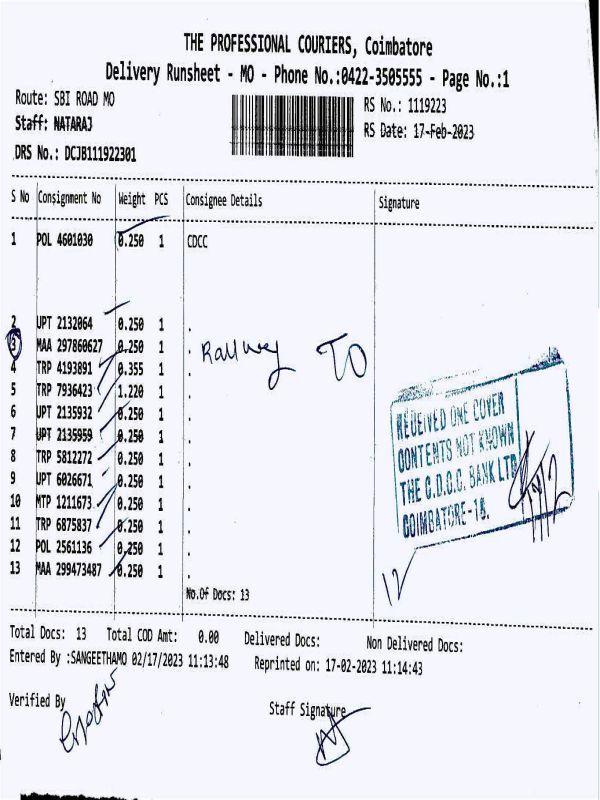 THE PROFESSIONAL COURIERS, Coimbatore
Delivery Runsheet - MO - Phone No.:0422-3505555 - Page No.:1
Route: SBI ROAD MO
RS No.: 1119223
Staff: NATARAJ
RS Date: 17-Feb-2023
DRS No.: DCJB111922301
S No Consignment No Weight PCS Consignee Details Signature
1 POL 4601030 0.250 1 CDCC
2 UPT 2132064 0.250 1 .
3 MAA 297860627 0.250 1 . Railway TO
4 TRP 4193891 0.355 1 .
5 TRP 7936423 1.220 1 .
6 UPT 2135932 0.250 1 .
7 UPT 2135959 0.250 1 .
8 TRP 5812272 0.250 1 .
9 UPT 6026671 0.250 1 .
10 MTP 1211673 0.250 1 .
11 TRP 6875837 0.250 1 .
12 POL 2561136 0.250 1 .
13 MAA 299473487 0.250 1 .
RECEIVED ONE COVER
CONTENTS NOT KNOWN
THE C.D.C.C. BANK LTD
COIMBATORE-18.
12
No.Of Docs: 13
Total Docs: 13 Total COD Amt: 0.00 Delivered Docs: Non Delivered Docs:
Entered By :SANGEETHAMO 02/17/2023 11:13:48 Reprinted on: 17-02-2023 11:14:43
Verified By
Staff Signature